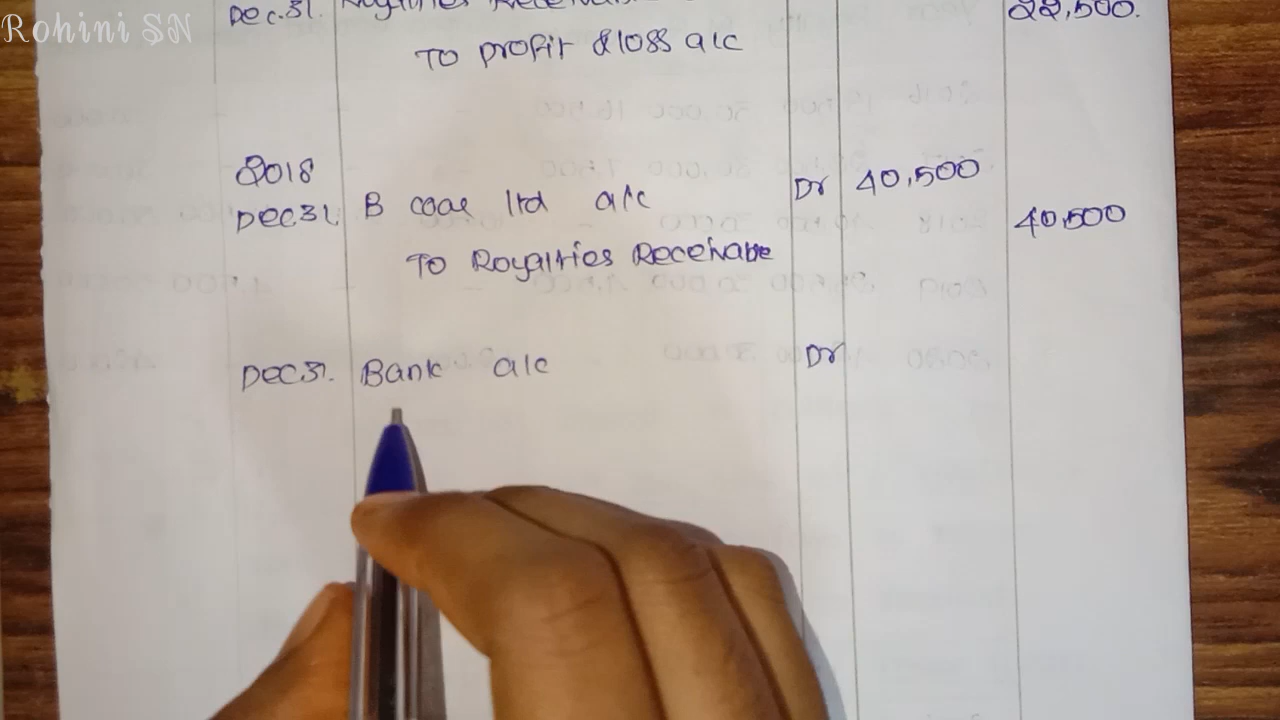 Rohini SN
Dec.31. Royalties 22,500.
To profit & loss a/c
2018
Dec31. B coal ltd a/c Dr 40,500
To Royalties Receivable 40,500
Dec31. Bank a/c Dr